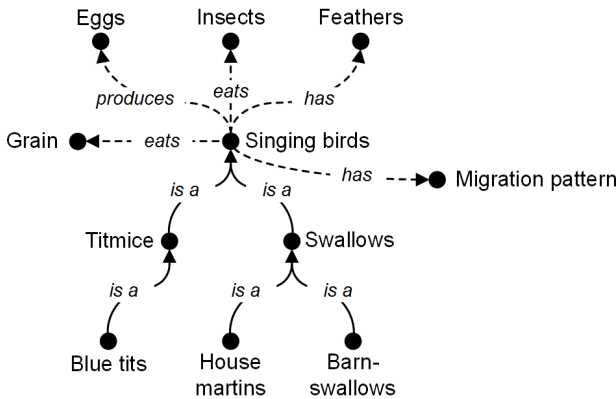 Eggs
Insects
Feathers
produces
eats
has
Grain
eats
Singing birds
has
Migration pattern
is a
is a
Titmice
Swallows
is a
is a
is a
Blue tits
House
martins
Barn-
swallows